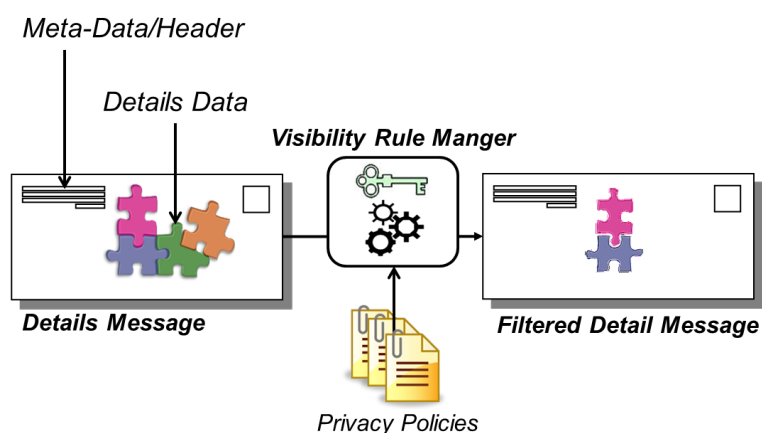 Meta-Data/Header
Details Data
Visibility Rule Manger
Details Message
Filtered Detail Message
Privacy Policies